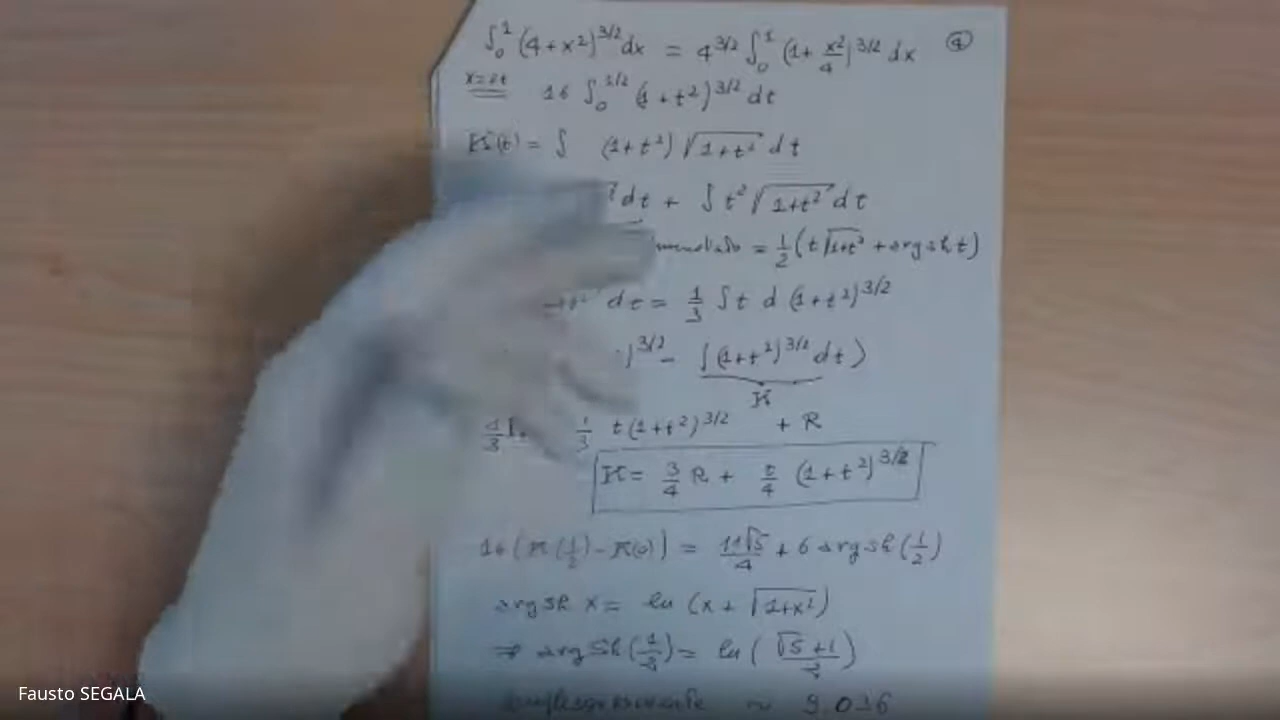 ∫₀¹ (4+x²)^3/2 dx = 4^3/2 ∫₀¹ (1+x²/4)^3/2 dx
x=2t 16 ∫₀^1/2 (1+t²)^3/2 dt
K(t) = ∫ (1+t²) √(1+t²) dt
dt + ∫ t² √(1+t²) dt
= 1/2 (t√(1+t²) + argsh t)
dt = 1/3 ∫ t d (1+t²)^3/2
)^3/2 - ∫(1+t²)^3/2 dt)
K
1/3 t(1+t²)^3/2 + R
K = 3/4 R + t/4 (1+t²)^3/2
16(K(1/2) - K(0)) = 11√5/4 + 6 argsh(1/2)
argsh x = ln (x + √(1+x²))
⇒ argsh(1/2) = ln (√5+1/2)
~ 9.036
Fausto SEGALA